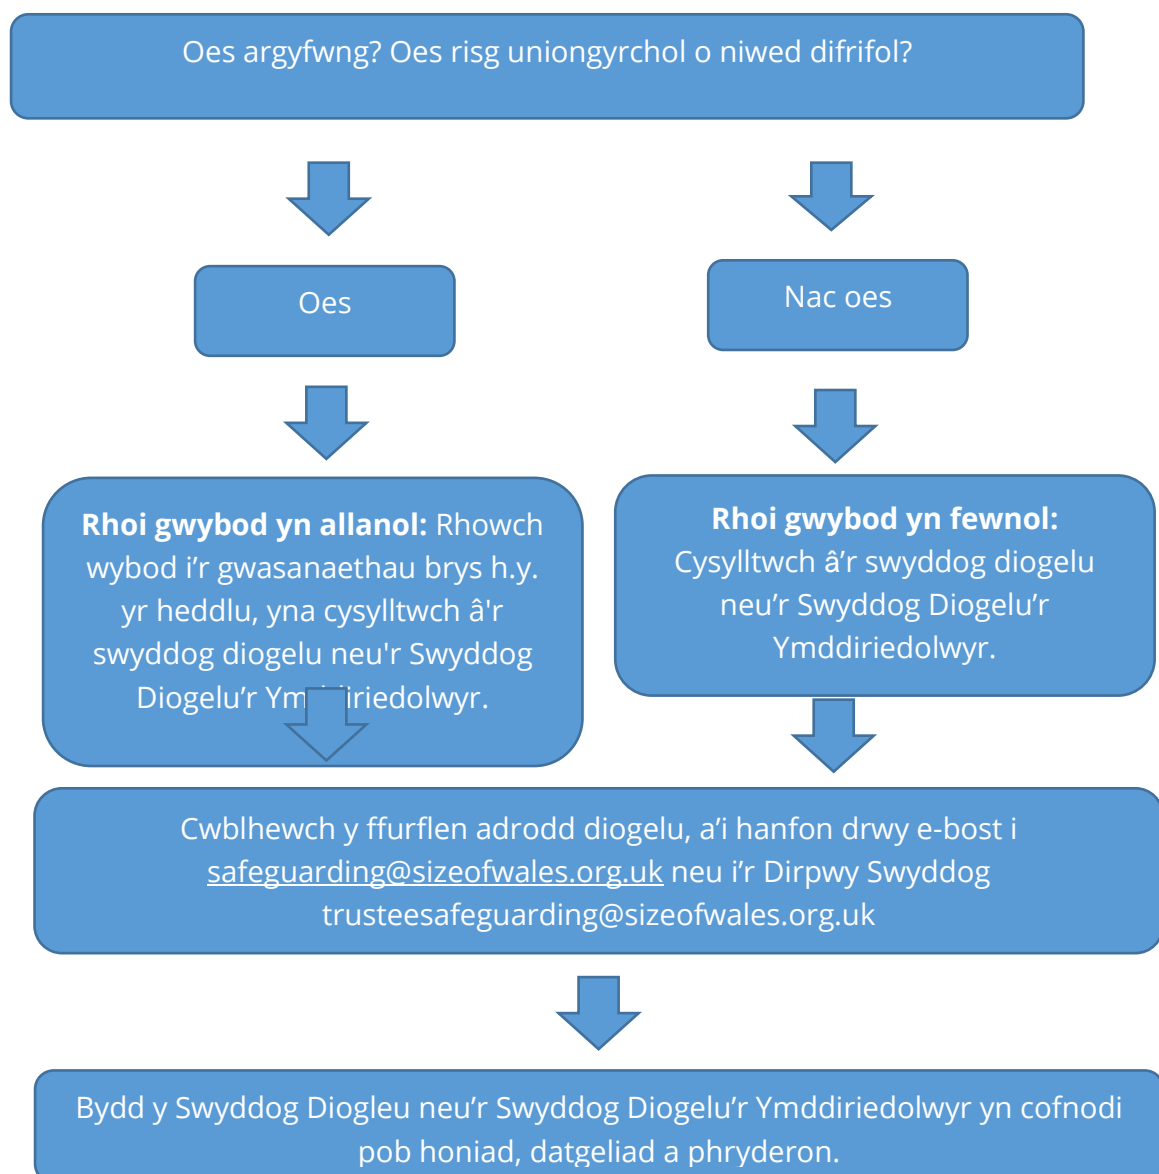 Oes argyfwng? Oes risg uniongyrchol o niwed difrifol?
Oes
Nac oes
Rhoi gwybod yn allanol: Rhowch
wybod i'r gwasanaethau brys h.y.
yr heddlu, yna cysylltwch â'r
swyddog diogelu neu'r Swyddog
Diogelu’r Ymddiriedolwyr.
Rhoi gwybod yn fewnol:
Cysylltwch â’r swyddog diogelu
neu’r Swyddog Diogelu’r
Ymddiriedolwyr.
Cwblhewch y ffurflen adrodd diogelu, a’i hanfon drwy e-bost i
safeguarding@sizeofwales.org.uk neu i’r Dirpwy Swyddog
trusteesafeguarding@sizeofwales.org.uk
Bydd y Swyddog Diogleu neu’r Swyddog Diogelu’r Ymddiriedolwyr yn cofnodi
pob honiad, datgeliad a phryderon.